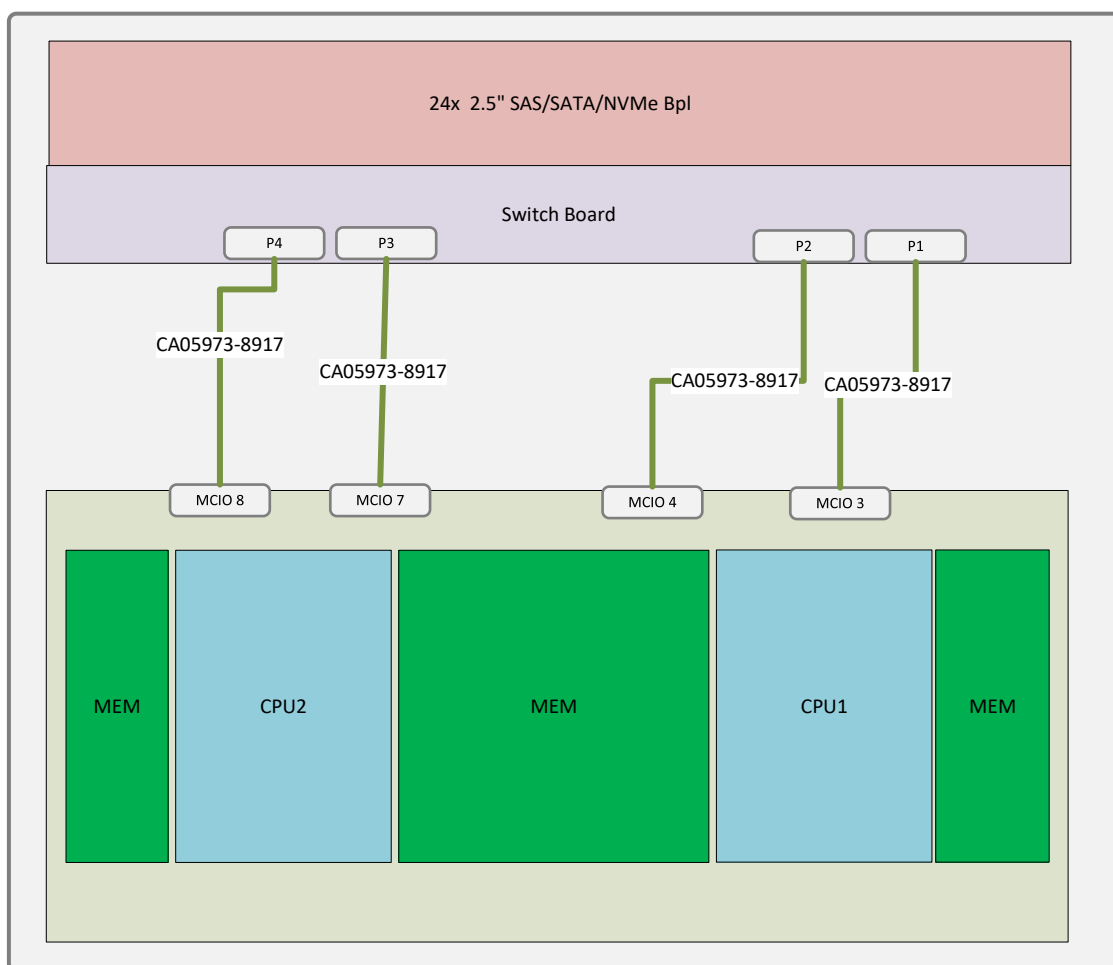 24x  2.5" SAS/SATA/NVMe Bpl
Switch Board
P4
P3
P2
P1
CA05973-8917
CA05973-8917
CA05973-8917
CA05973-8917
MCIO 8
MCIO 7
MCIO 4
MCIO 3
MEM
CPU2
MEM
CPU1
MEM